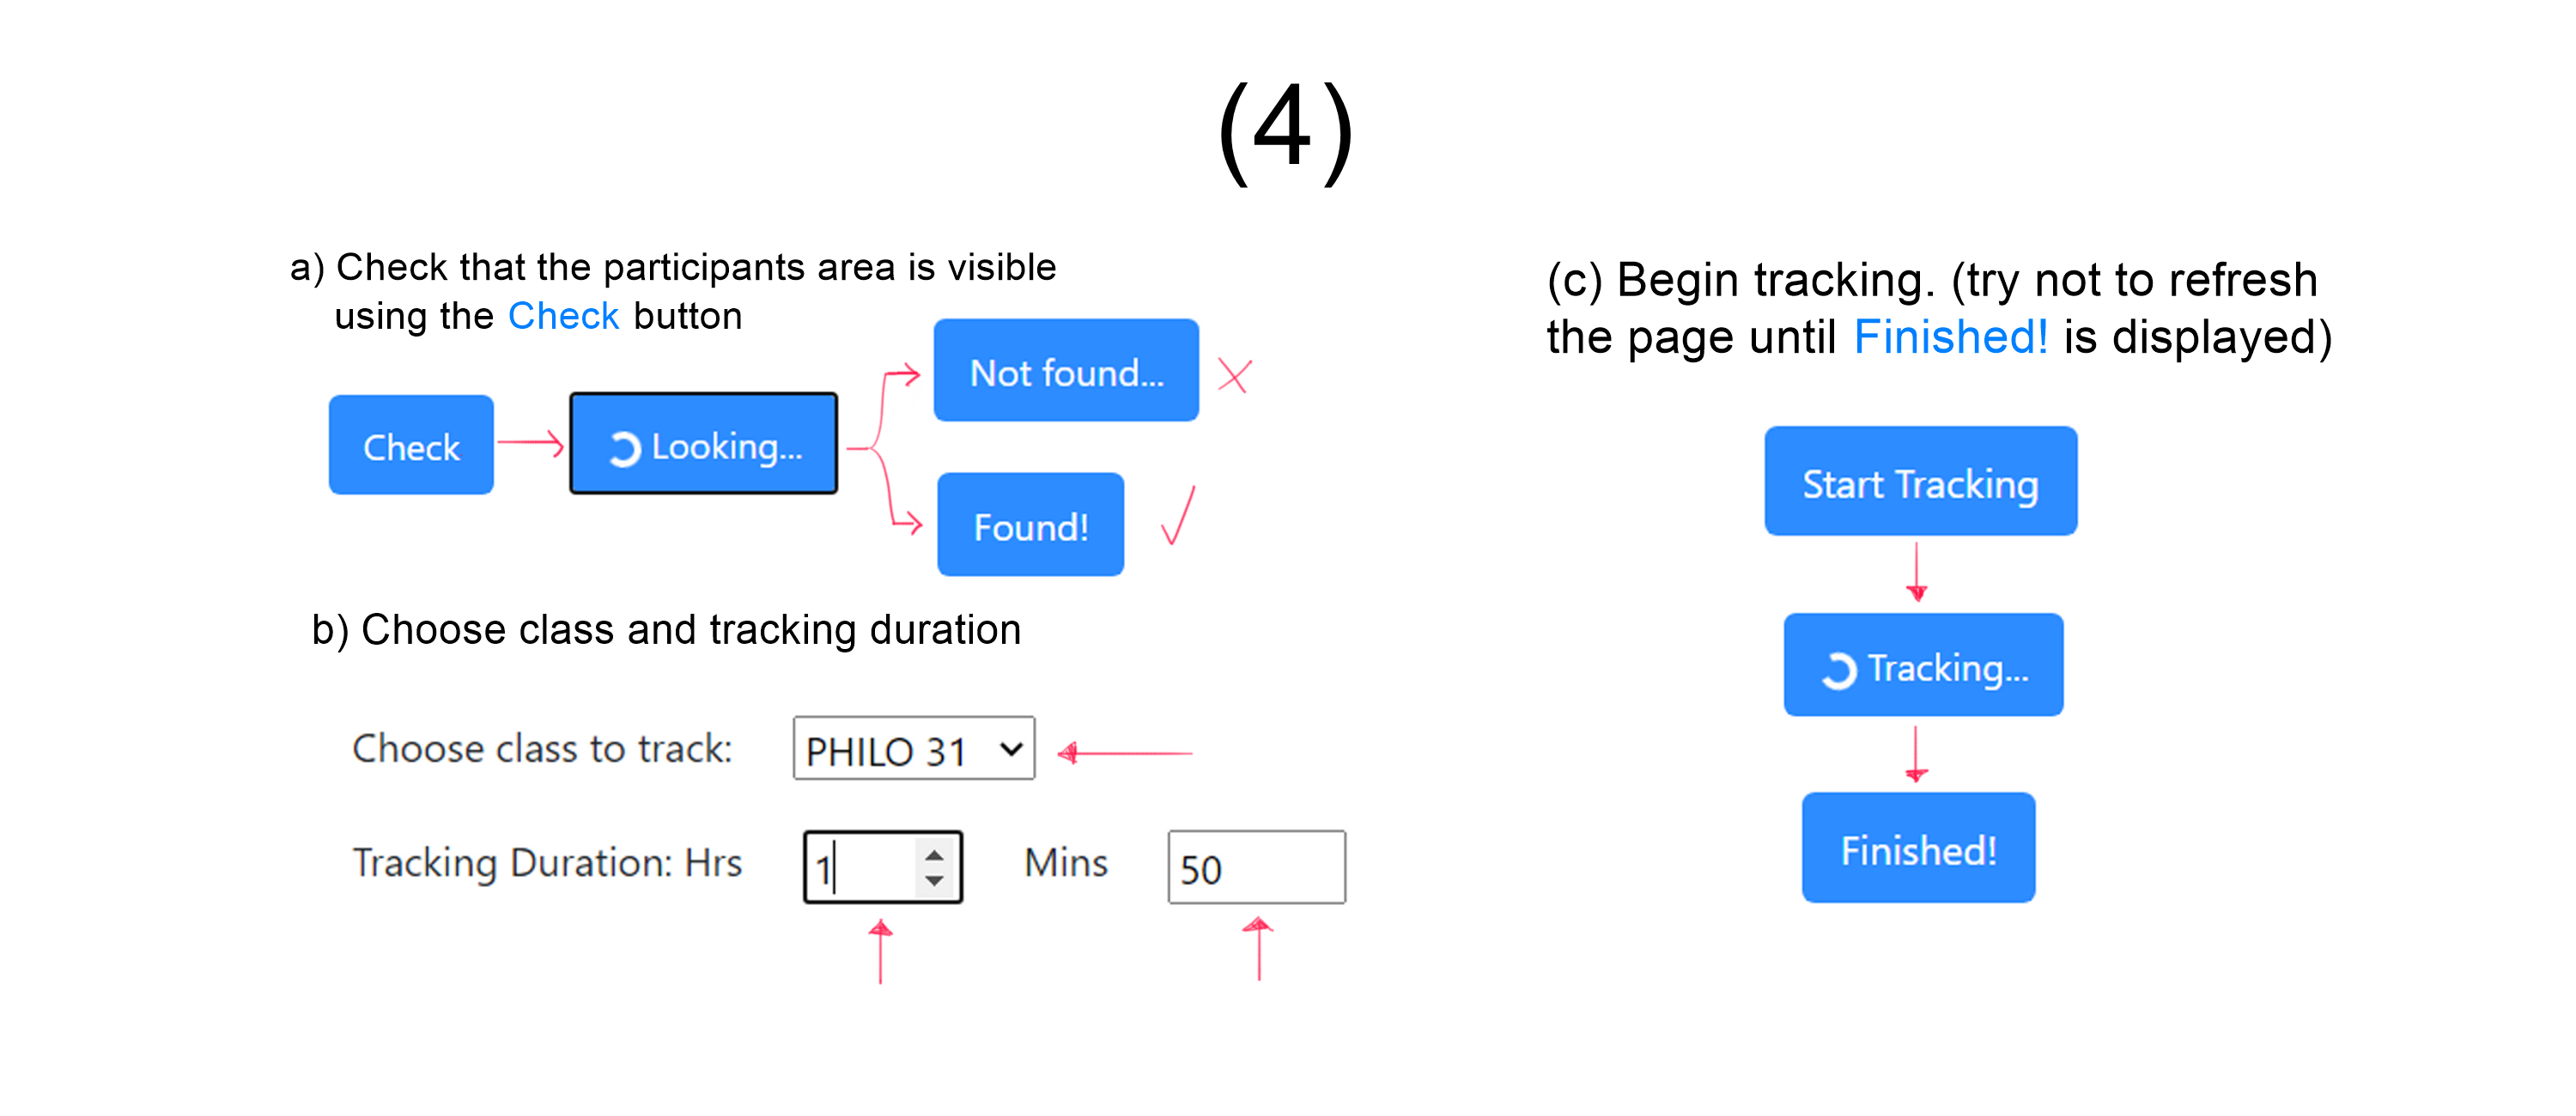 (4)
a) Check that the participants area is visible
using the Check button
Check
Looking...
Not found...
Found!
b) Choose class and tracking duration
Choose class to track: PHILO 31
Tracking Duration: Hrs 1 Mins 50
(c) Begin tracking. (try not to refresh
the page until Finished! is displayed)
Start Tracking
Tracking...
Finished!